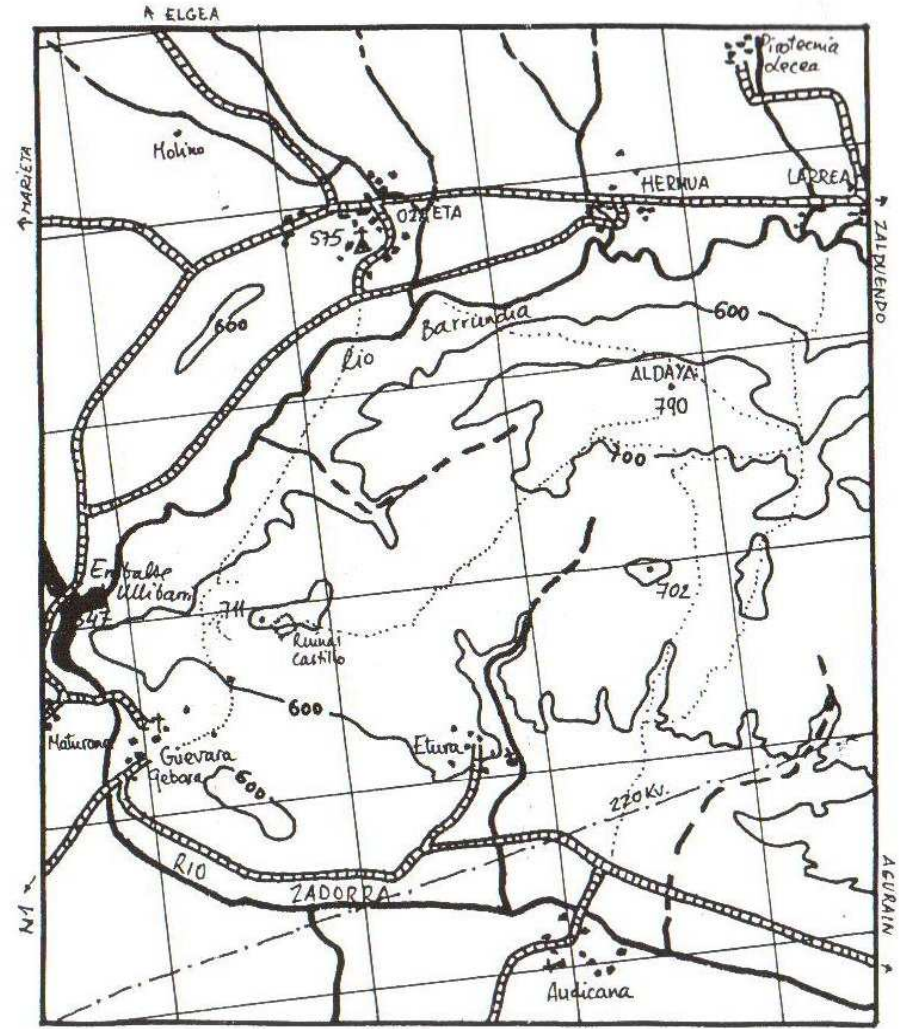 ELGEA
Pirotecnia
Lecea
Molino
MARIETA
HERMUA
LARREA
OZAETA
575
ZALDUENDO
600
Barrundia
600
Rio
ALDAYA
790
700
Embalse
Ullibarri
547
711
702
Ruinas
Castillo
600
Maturana
Etura
Guevara
Gebara
600
220 KV.
RIO
ZADORRA
N1
AGURAIN
Audicana